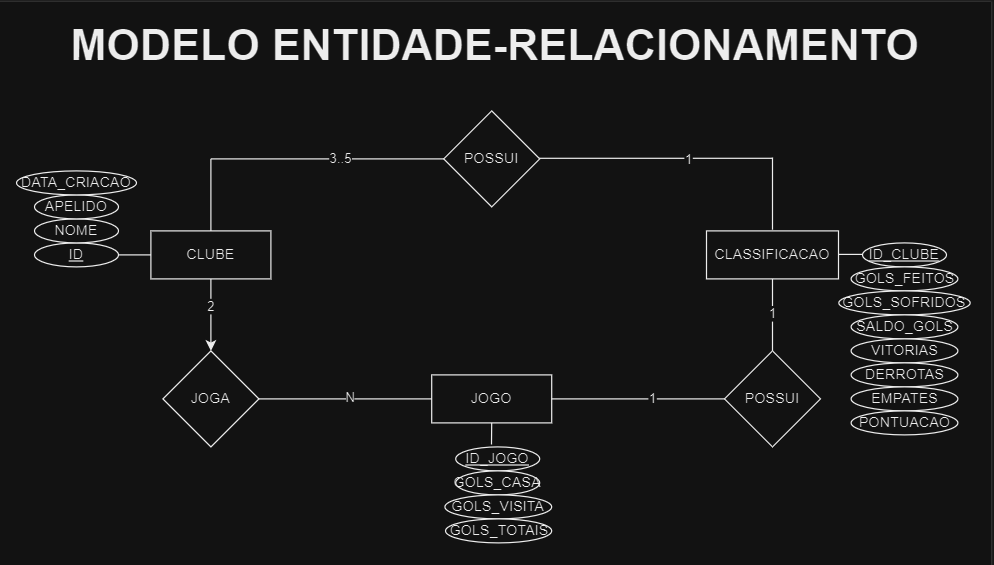 MODELO ENTIDADE-RELACIONAMENTO
POSSUI
3..5
1
DATA_CRIACAO
APELIDO
NOME
ID
CLUBE
CLASSIFICACAO
ID_CLUBE
GOLS_FEITOS
GOLS_SOFRIDOS
SALDO_GOLS
VITORIAS
DERROTAS
EMPATES
PONTUACAO
2
1
JOGA
N
JOGO
1
POSSUI
ID_JOGO
GOLS_CASA
GOLS_VISITA
GOLS_TOTAIS